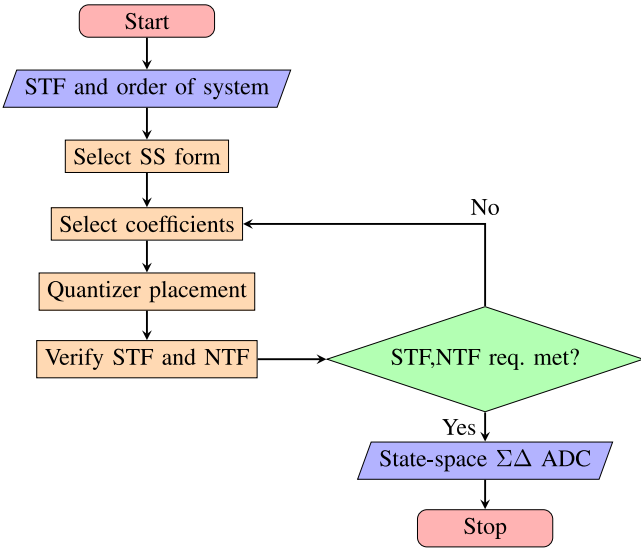 Start
STF and order of system
Select SS form
No
Select coefficients
Quantizer placement
Verify STF and NTF
STF,NTF req. met?
Yes
State-space ΣΔ ADC
Stop